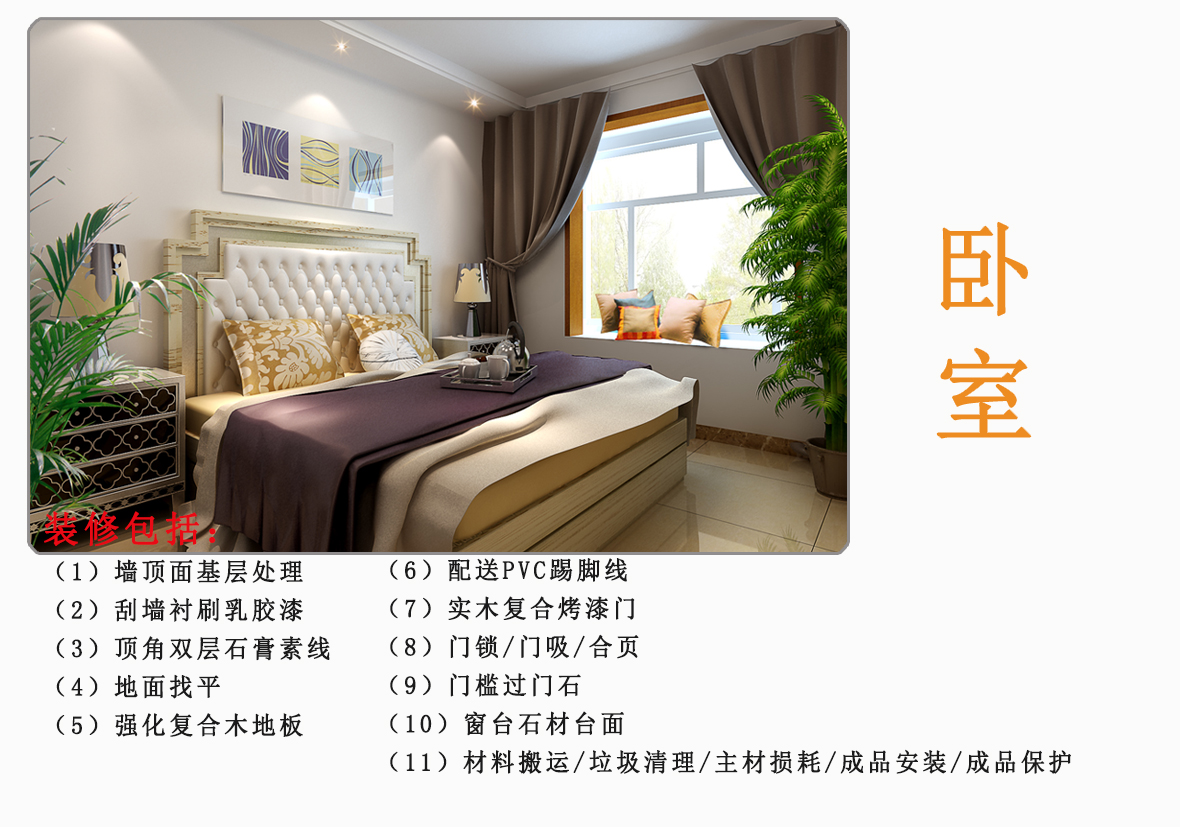 卧
室
装修包括：
（1）墙顶面基层处理
（2）刮墙衬刷乳胶漆
（3）顶角双层石膏素线
（4）地面找平
（5）强化复合木地板
（6）配送PVC踢脚线
（7）实木复合烤漆门
（8）门锁/门吸/合页
（9）门槛过门石
（10）窗台石材台面
（11）材料搬运/垃圾清理/主材损耗/成品安装/成品保护